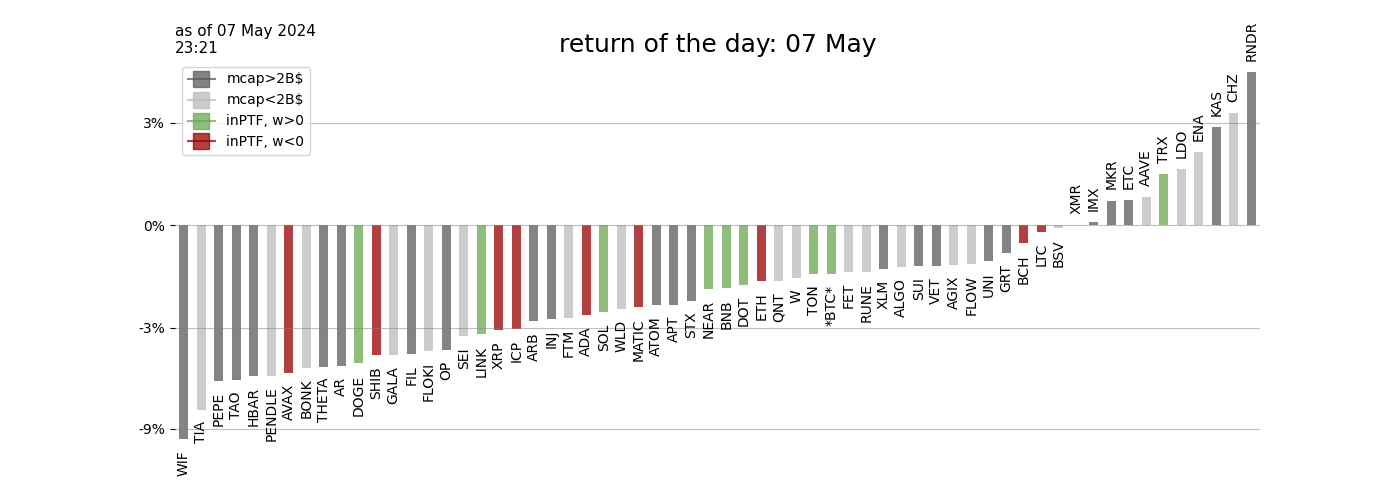 as of 07 May 2024
23:21
return of the day: 07 May
mcap>2B$
mcap<2B$
inPTF, w>0
inPTF, w<0
3%
0%
-3%
-9%
WIF
TIA
PEPE
TAO
HBAR
PENDLE
AVAX
BONK
THETA
AR
DOGE
SHIB
GALA
FIL
FLOKI
OP
SEI
LINK
XRP
ICP
ARB
INJ
FTM
ADA
SOL
WLD
MATIC
ATOM
APT
STX
NEAR
BNB
DOT
ETH
QNT
W
TON
*BTC*
FET
RUNE
XLM
ALGO
SUI
VET
AGIX
FLOW
UNI
GRT
BCH
LTC
BSV
XMR
IMX
MKR
ETC
AAVE
TRX
LDO
ENA
KAS
CHZ
RNDR